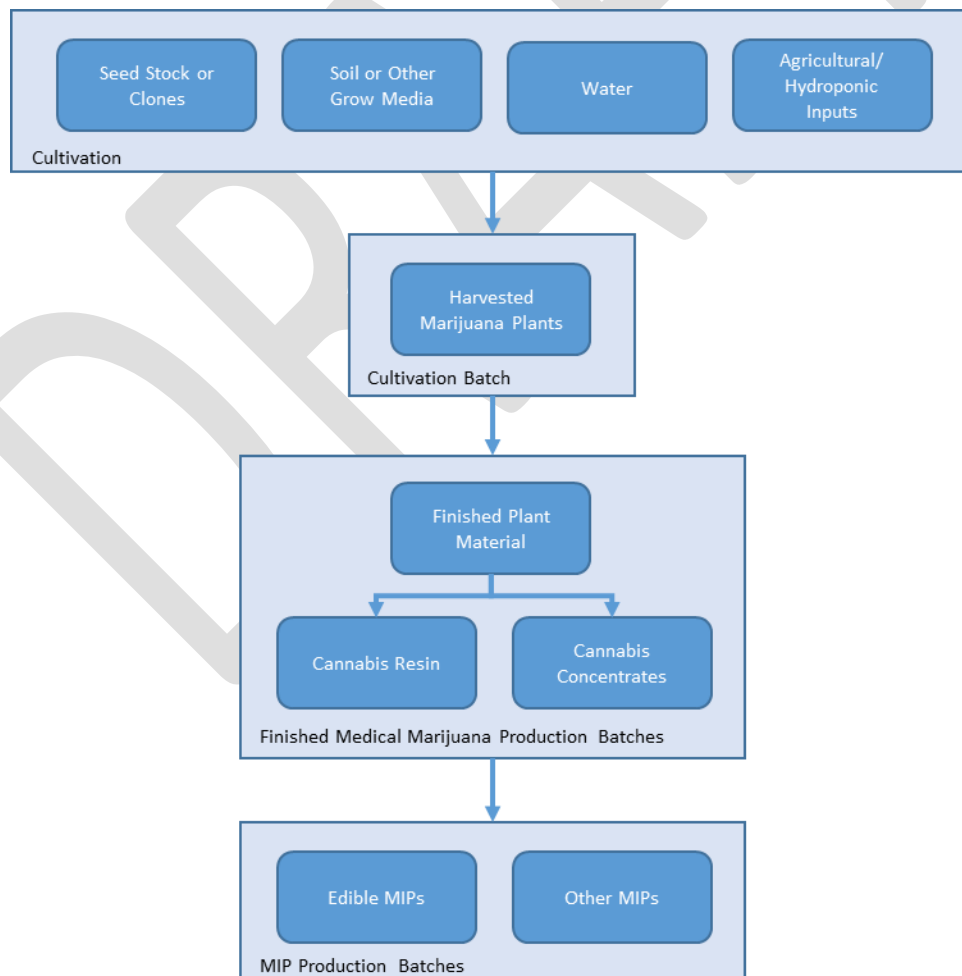 Seed Stock or
Clones
Soil or Other
Grow Media
Water
Agricultural/
Hydroponic
Inputs
Cultivation
Harvested
Marijuana Plants
Cultivation Batch
Finished Plant
Material
Cannabis Resin
Cannabis
Concentrates
Finished Medical Marijuana Production Batches
Edible MIPs
Other MIPs
MIP Production Batches